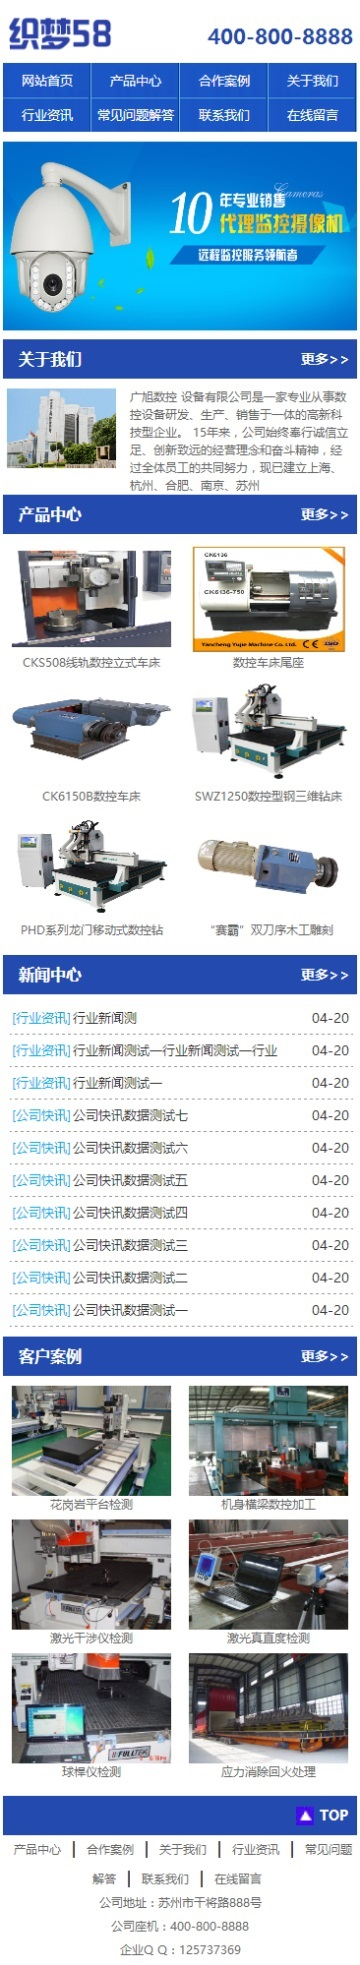 织梦58
400-800-8888
网站首页 产品中心 合作案例 关于我们
行业资讯 常见问题解答 联系我们 在线留言
Cameras
10年专业销售
代理监控摄像机
远程监控服务领航者
关于我们 更多>>
广旭数控 设备有限公司是一家专业从事数
控设备研发、生产、销售于一体的高新科
技型企业。 15年来，公司始终奉行诚信立
足、创新致远的经营理念和奋斗精神，经
过全体员工的共同努力，现已建立上海、
杭州、合肥、南京、苏州
产品中心 更多>>
CK6136
CK6136-750
Yancheng Yujie Machine Co., Ltd.
CKS508线轨数控立式车床 数控车床尾座
CK6150B数控车床 SWZ1250数控型钢三维钻床
PHD系列龙门移动式数控钻 “赛霸”双刀序木工雕刻
新闻中心 更多>>
[行业资讯] 行业新闻测 04-20
[行业资讯] 行业新闻测试一行业新闻测试一行业 04-20
[行业资讯] 行业新闻测试一 04-20
[公司快讯] 公司快讯数据测试七 04-20
[公司快讯] 公司快讯数据测试六 04-20
[公司快讯] 公司快讯数据测试五 04-20
[公司快讯] 公司快讯数据测试四 04-20
[公司快讯] 公司快讯数据测试三 04-20
[公司快讯] 公司快讯数据测试二 04-20
[公司快讯] 公司快讯数据测试一 04-20
客户案例 更多>>
花岗岩平台检测 机身横梁数控加工
激光干涉仪检测 激光真直度检测
FULLTEK
球桿仪检测 应力消除回火处理
TOP
产品中心 | 合作案例 | 关于我们 | 行业资讯 | 常见问题
解答 | 联系我们 | 在线留言
公司地址：苏州市干将路888号
公司座机：400-800-8888
企业Q Q：125737369